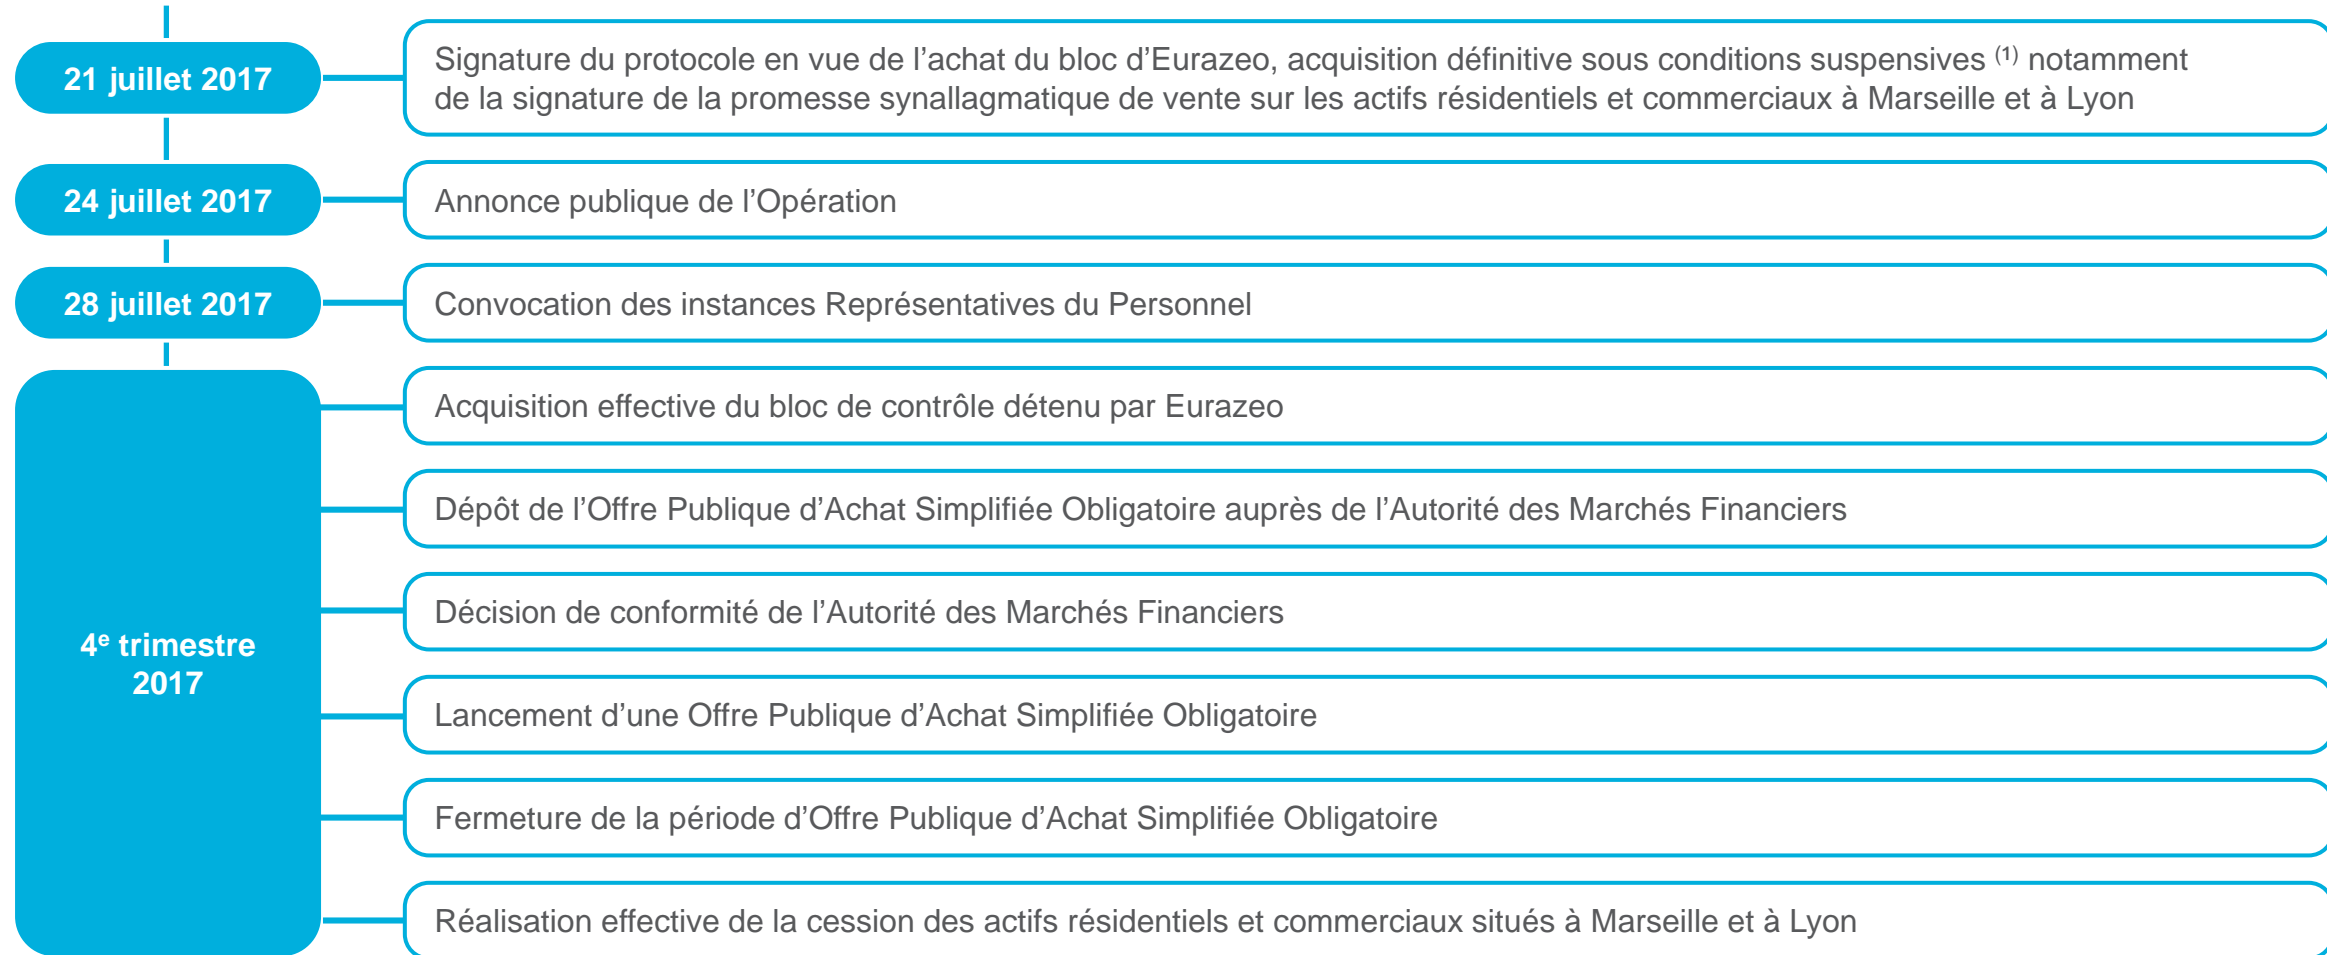 21 juillet 2017
Signature du protocole en vue de l’achat du bloc d’Eurazeo, acquisition définitive sous conditions suspensives (1) notamment
de la signature de la promesse synallagmatique de vente sur les actifs résidentiels et commerciaux à Marseille et à Lyon
24 juillet 2017
Annonce publique de l’Opération
28 juillet 2017
Convocation des instances Représentatives du Personnel
4e trimestre
2017
Acquisition effective du bloc de contrôle détenu par Eurazeo
Dépôt de l’Offre Publique d’Achat Simplifiée Obligatoire auprès de l’Autorité des Marchés Financiers
Décision de conformité de l’Autorité des Marchés Financiers
Lancement d’une Offre Publique d’Achat Simplifiée Obligatoire
Fermeture de la période d’Offre Publique d’Achat Simplifiée Obligatoire
Réalisation effective de la cession des actifs résidentiels et commerciaux situés à Marseille et à Lyon